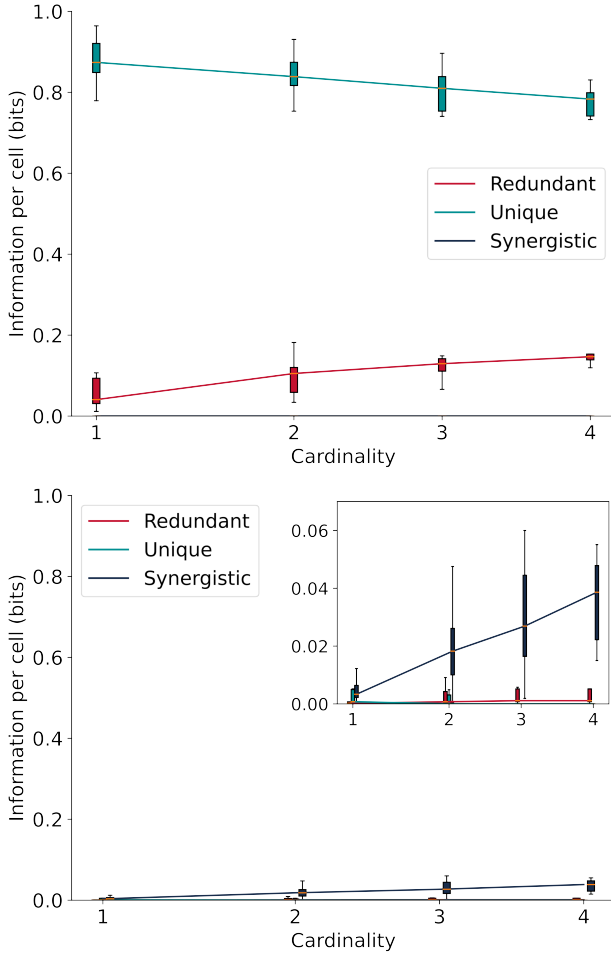 1.0
0.8
0.6
0.4
0.2
0.0
Information per cell (bits)
Redundant
Unique
Synergistic
1 2 3 4
Cardinality
1.0
0.8
0.6
0.4
0.2
0.0
Information per cell (bits)
Redundant
Unique
Synergistic
0.06
0.04
0.02
0.00
1 2 3 4
1 2 3 4
Cardinality